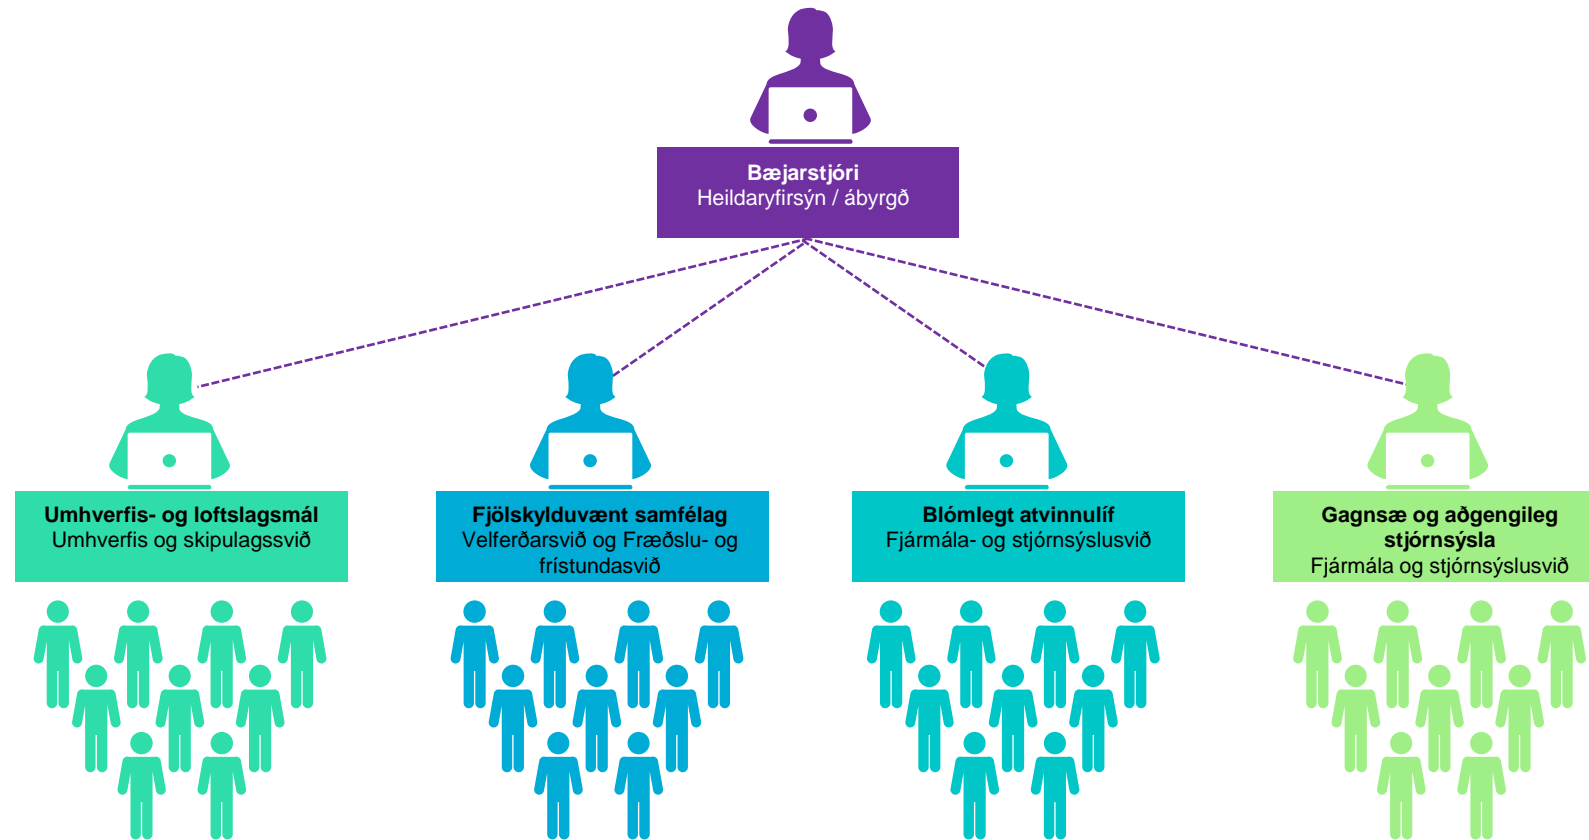 Bæjarstjóri
Heildaryfirsýn / ábyrgð
Umhverfis- og loftslagsmál
Umhverfis og skipulagssvið
Fjölskylduvænt samfélag
Velferðarsvið og Fræðslu- og
frístundasvið
Blómlegt atvinnulíf
Fjármála- og stjórnsýslusvið
Gagnsæ og aðgengileg
stjórnsýsla
Fjármála og stjórnsýslusvið